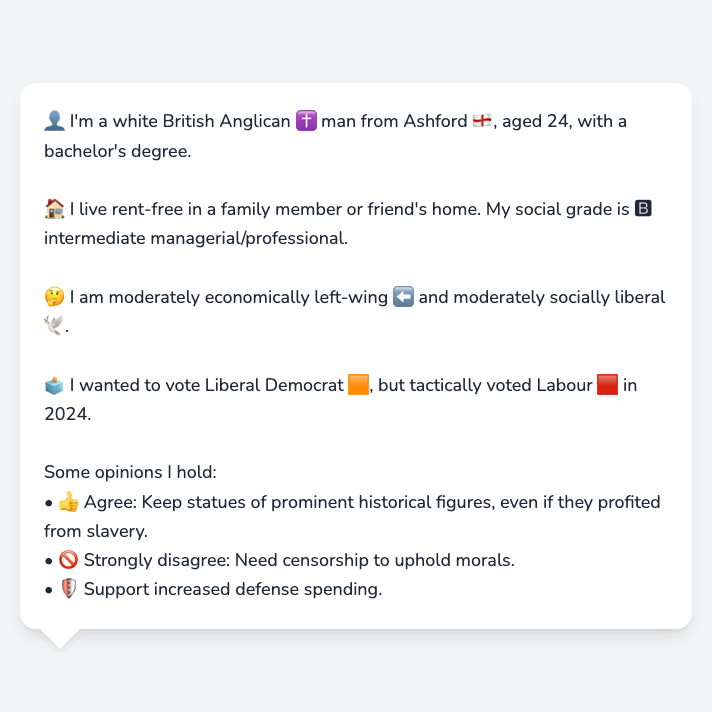 👤 I'm a white British Anglican ✝️ man from Ashford 🏴󠁧󠁢󠁥󠁮󠁧󠁿, aged 24, with a
bachelor's degree.
🏠 I live rent-free in a family member or friend's home. My social grade is 🅱
intermediate managerial/professional.
🤔 I am moderately economically left-wing ⬅️ and moderately socially liberal
🕊️.
🗳️ I wanted to vote Liberal Democrat 🟧, but tactically voted Labour 🟥 in
2024.
Some opinions I hold:
• 👍 Agree: Keep statues of prominent historical figures, even if they profited
from slavery.
• 🚫 Strongly disagree: Need censorship to uphold morals.
• 🛡️ Support increased defense spending.